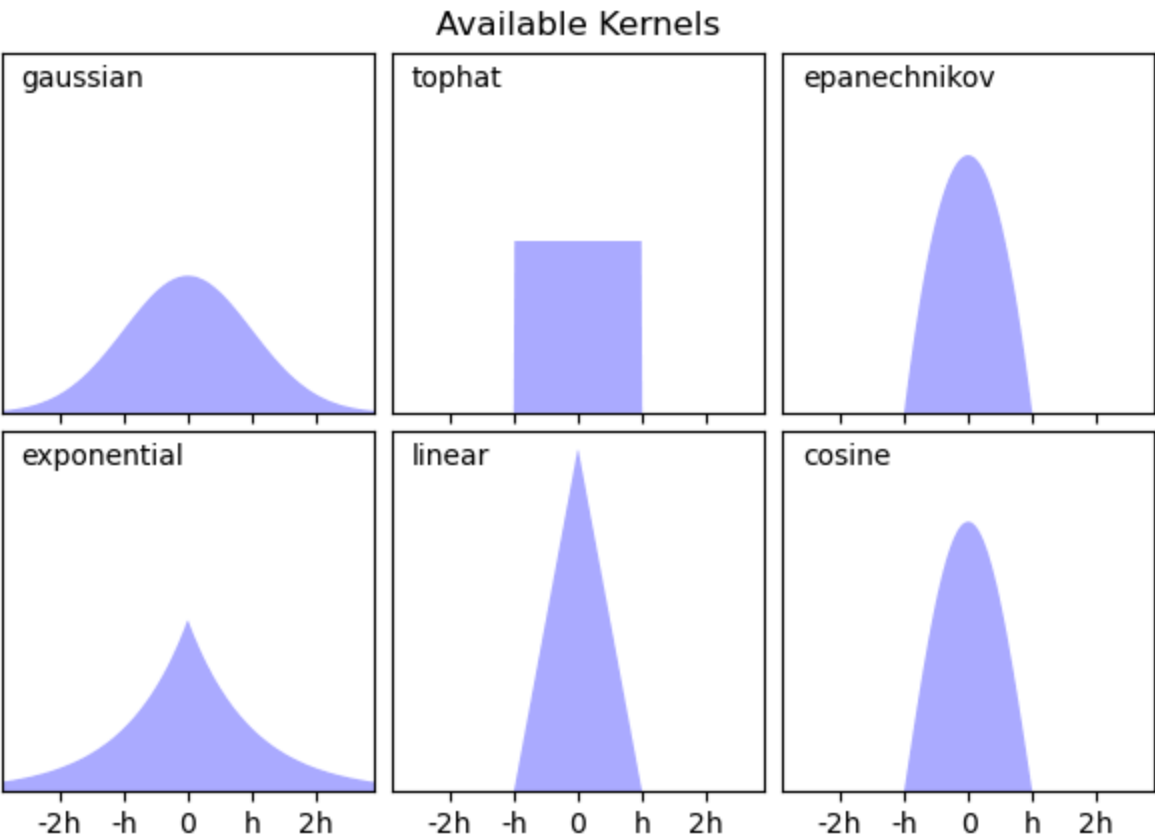 Available Kernels
gaussian
tophat
epanechnikov
exponential
linear
cosine
-2h -h 0 h 2h
-2h -h 0 h 2h
-2h -h 0 h 2h